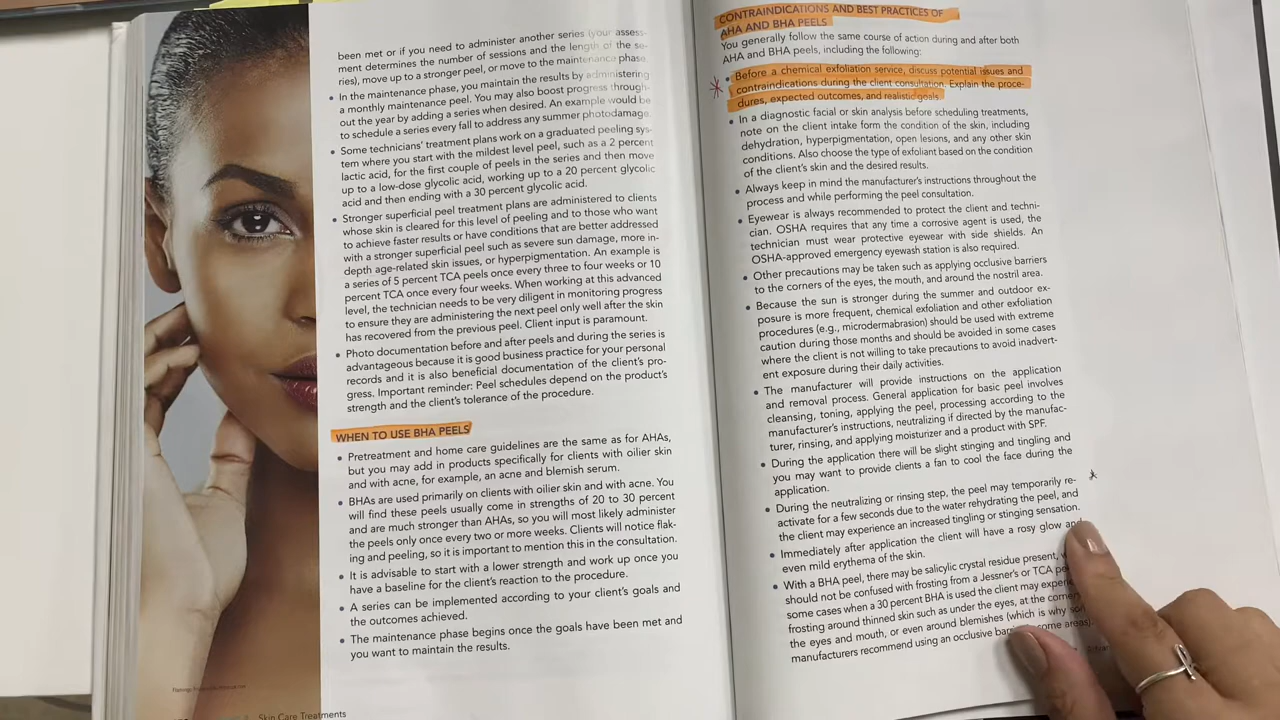 been met or if you need to administer another series (your assess-
ment determines the number of sessions and the length of the se-
ries), move up to a stronger peel, or move to the maintenance phase.
• In the maintenance phase, you maintain the results by administering
a monthly maintenance peel. You may also boost progress through-
out the year by adding a series when desired. An example would be
to schedule a series every fall to address any summer photodamage.
• Some technicians' treatment plans work on a graduated peeling sys-
tem where you start with the mildest level peel, such as a 2 percent
lactic acid, for the first couple of peels in the series and then move
up to a low-dose glycolic acid, working up to a 20 percent glycolic
acid and then ending with a 30 percent glycolic acid.
• Stronger superficial peel treatment plans are administered to clients
whose skin is cleared for this level of peeling and to those who want
to achieve faster results or have conditions that are better addressed
with a stronger superficial peel such as severe sun damage, more in-
depth age-related skin issues, or hyperpigmentation. An example is
a series of 5 percent TCA peels once every three to four weeks or 10
percent TCA once every four weeks. When working at this advanced
level, the technician needs to be very diligent in monitoring progress
to ensure they are administering the next peel only well after the skin
has recovered from the previous peel. Client input is paramount.
• Photo documentation before and after peels and during the series is
advantageous because it is good business practice for your personal
records and it is also beneficial documentation of the client's pro-
gress. Important reminder: Peel schedules depend on the product's
strength and the client's tolerance of the procedure.
WHEN TO USE BHA PEELS
• Pretreatment and home care guidelines are the same as for AHAs,
but you may add in products specifically for clients with oilier skin
and with acne, for example, an acne and blemish serum.
• BHAs are used primarily on clients with oilier skin and with acne. You
will find these peels usually come in strengths of 20 to 30 percent
and are much stronger than AHAs, so you will most likely administer
the peels only once every two or more weeks. Clients will notice flak-
ing and peeling, so it is important to mention this in the consultation.
• It is advisable to start with a lower strength and work up once you
have a baseline for the client's reaction to the procedure.
• A series can be implemented according to your client's goals and
the outcomes achieved.
• The maintenance phase begins once the goals have been met and
you want to maintain the results.
Skin Care Treatments
CONTRAINDICATIONS AND BEST PRACTICES OF
AHA AND BHA PEELS
You generally follow the same course of action during and after both
AHA and BHA peels, including the following:
• Before a chemical exfoliation service, discuss potential issues and
contraindications during the client consultation. Explain the proce-
dures, expected outcomes, and realistic goals.
• In a diagnostic facial or skin analysis before scheduling treatments,
note on the client intake form the condition of the skin, including
dehydration, hyperpigmentation, open lesions, and any other skin
conditions. Also choose the type of exfoliant based on the condition
of the client's skin and the desired results.
• Always keep in mind the manufacturer's instructions throughout the
process and while performing the peel consultation.
• Eyewear is always recommended to protect the client and techni-
cian. OSHA requires that any time a corrosive agent is used, the
technician must wear protective eyewear with side shields. An
OSHA-approved emergency eyewash station is also required.
• Other precautions may be taken such as applying occlusive barriers
to the corners of the eyes, the mouth, and around the nostril area.
• Because the sun is stronger during the summer and outdoor ex-
posure is more frequent, chemical exfoliation and other exfoliation
procedures (e.g., microdermabrasion) should be used with extreme
caution during those months and should be avoided in some cases
where the client is not willing to take precautions to avoid inadvert-
ent exposure during their daily activities.
• The manufacturer will provide instructions on the application
and removal process. General application for basic peel involves
cleansing, toning, applying the peel, processing according to the
manufacturer's instructions, neutralizing if directed by the manufac-
turer, rinsing, and applying moisturizer and a product with SPF.
• During the application there will be slight stinging and tingling and
you may want to provide clients a fan to cool the face during the
application.
• During the neutralizing or rinsing step, the peel may temporarily re-
activate for a few seconds due to the water rehydrating the peel, and
the client may experience an increased tingling or stinging sensation.
• Immediately after application the client will have a rosy glow and
even mild erythema of the skin.
• With a BHA peel, there may be salicylic crystal residue present,
should not be confused with frosting from a Jessner's or TCA
some cases when a 30 percent BHA is used the client may
frosting around thinned skin such as under the eyes, at the
the eyes and mouth, or even around blemishes (which is why
manufacturers recommend using an occlusive some areas).